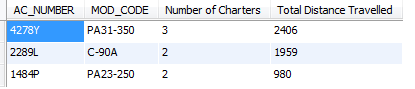 AC_NUMBER MOD_CODE Number of Charters Total Distance Travelled
4278Y PA31-350 3 2406
2289L C-90A 2 1959
1484P PA23-250 2 980